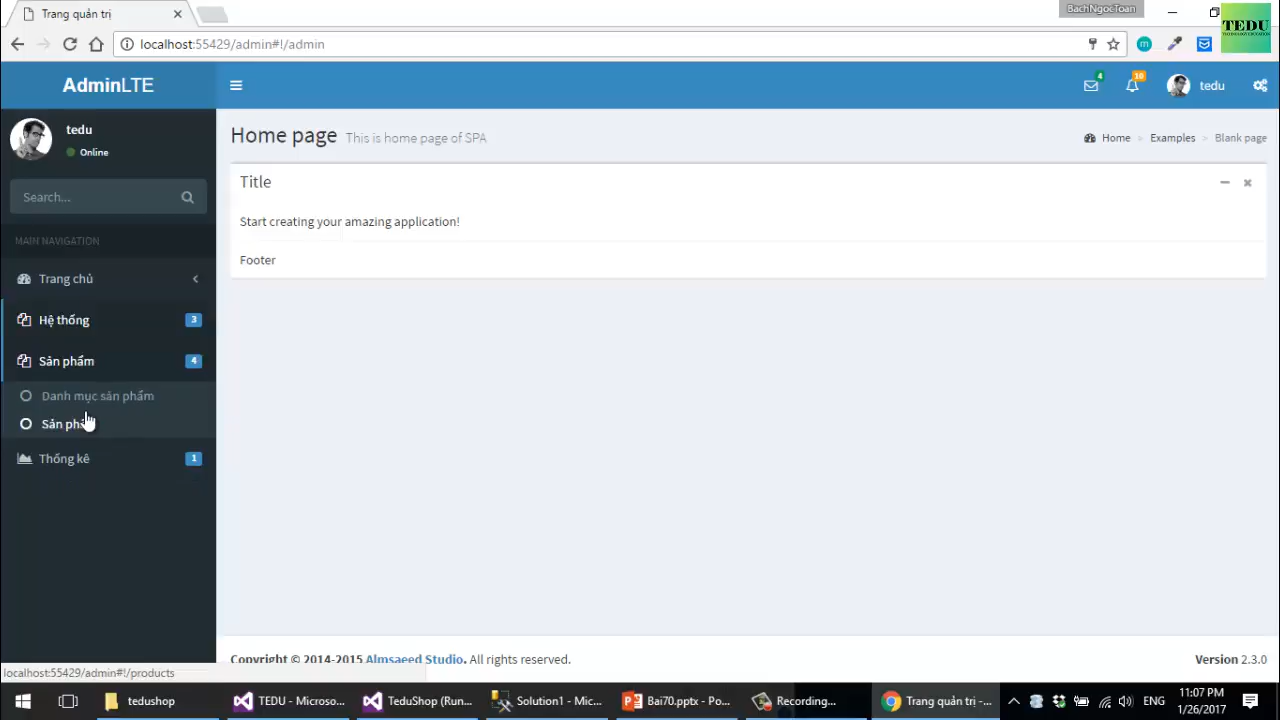 Trang quản trị
BachNgocToan
TEDU
localhost:55429/admin#!/admin
AdminLTE
4
10
tedu
tedu
Online
Home page This is home page of SPA
Home > Examples > Blank page
Search...
Title
Start creating your amazing application!
Footer
MAIN NAVIGATION
Trang chủ
Hệ thống 3
Sản phẩm 4
Danh mục sản phẩm
Sản
Thống kê 1
Copyright © 2014-2015 Almsaeed Studio. All rights reserved.
Version 2.3.0
localhost:55429/admin#!/products
tedushop
TEDU - Microso...
TeduShop (Run...
Solution1 - Mic...
Bai70.pptx - Po...
Recording...
Trang quản trị -...
ENG
11:07 PM
1/26/2017